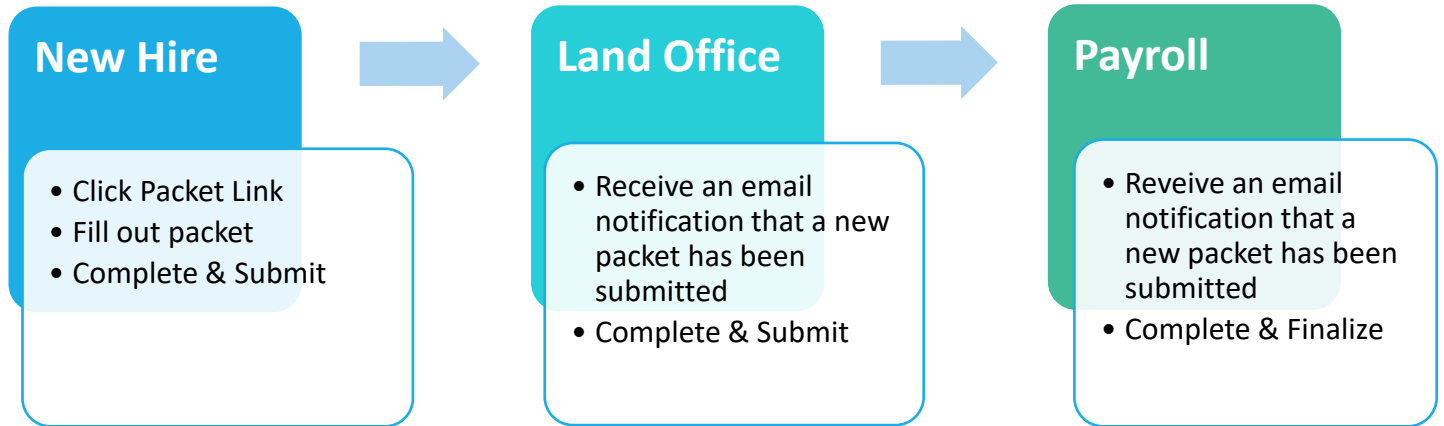 New Hire
• Click Packet Link
• Fill out packet
• Complete & Submit
Land Office
• Receive an email
notification that a new
packet has been
submitted
• Complete & Submit
Payroll
• Reveive an email
notification that a
new packet has been
submitted
• Complete & Finalize